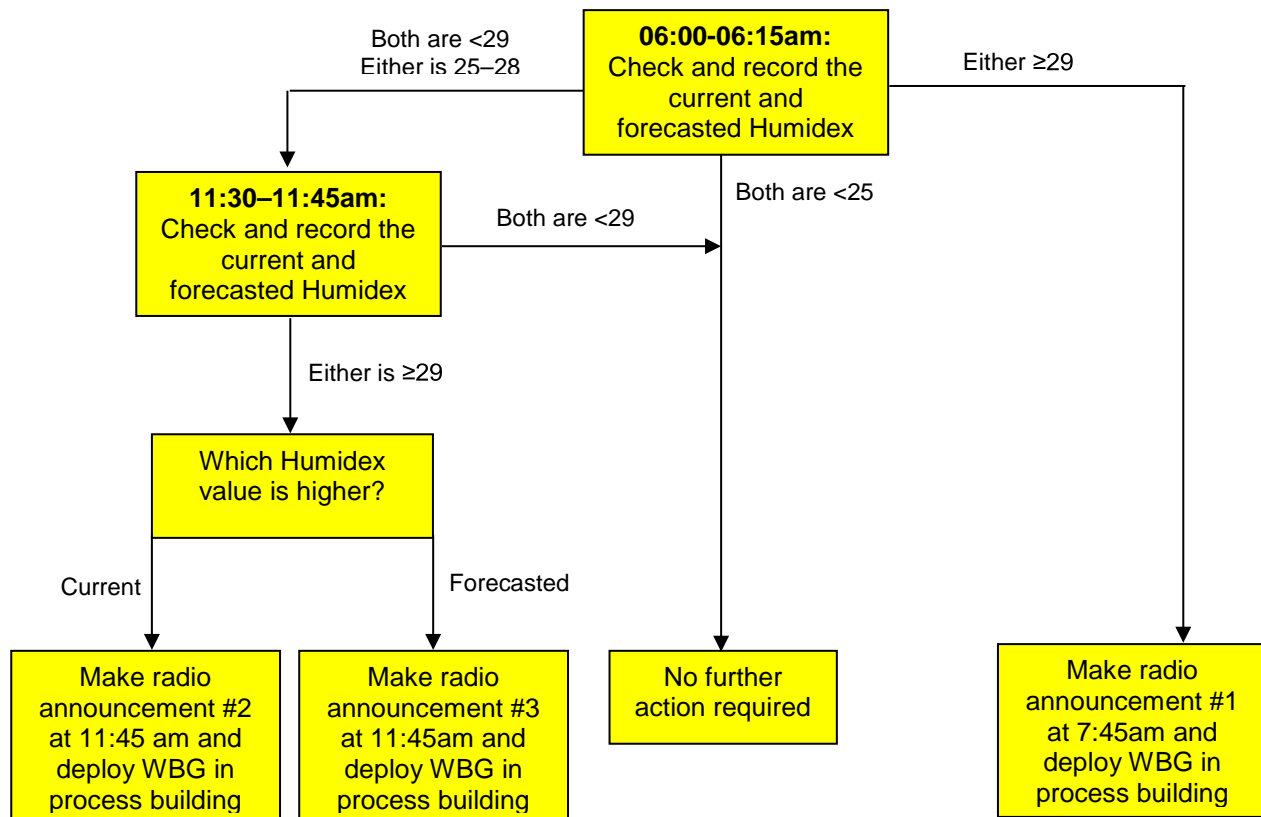 06:00-06:15am:
Check and record the
current and
forecasted Humidex
Both are <29
Either is 25–28
Either ≥29
Both are <25
11:30–11:45am:
Check and record the
current and
forecasted Humidex
Both are <29
Either is ≥29
Which Humidex
value is higher?
Current
Forecasted
Make radio
announcement #2
at 11:45 am and
deploy WBG in
process building
Make radio
announcement #3
at 11:45am and
deploy WBG in
process building
No further
action required
Make radio
announcement #1
at 7:45am and
deploy WBG in
process building